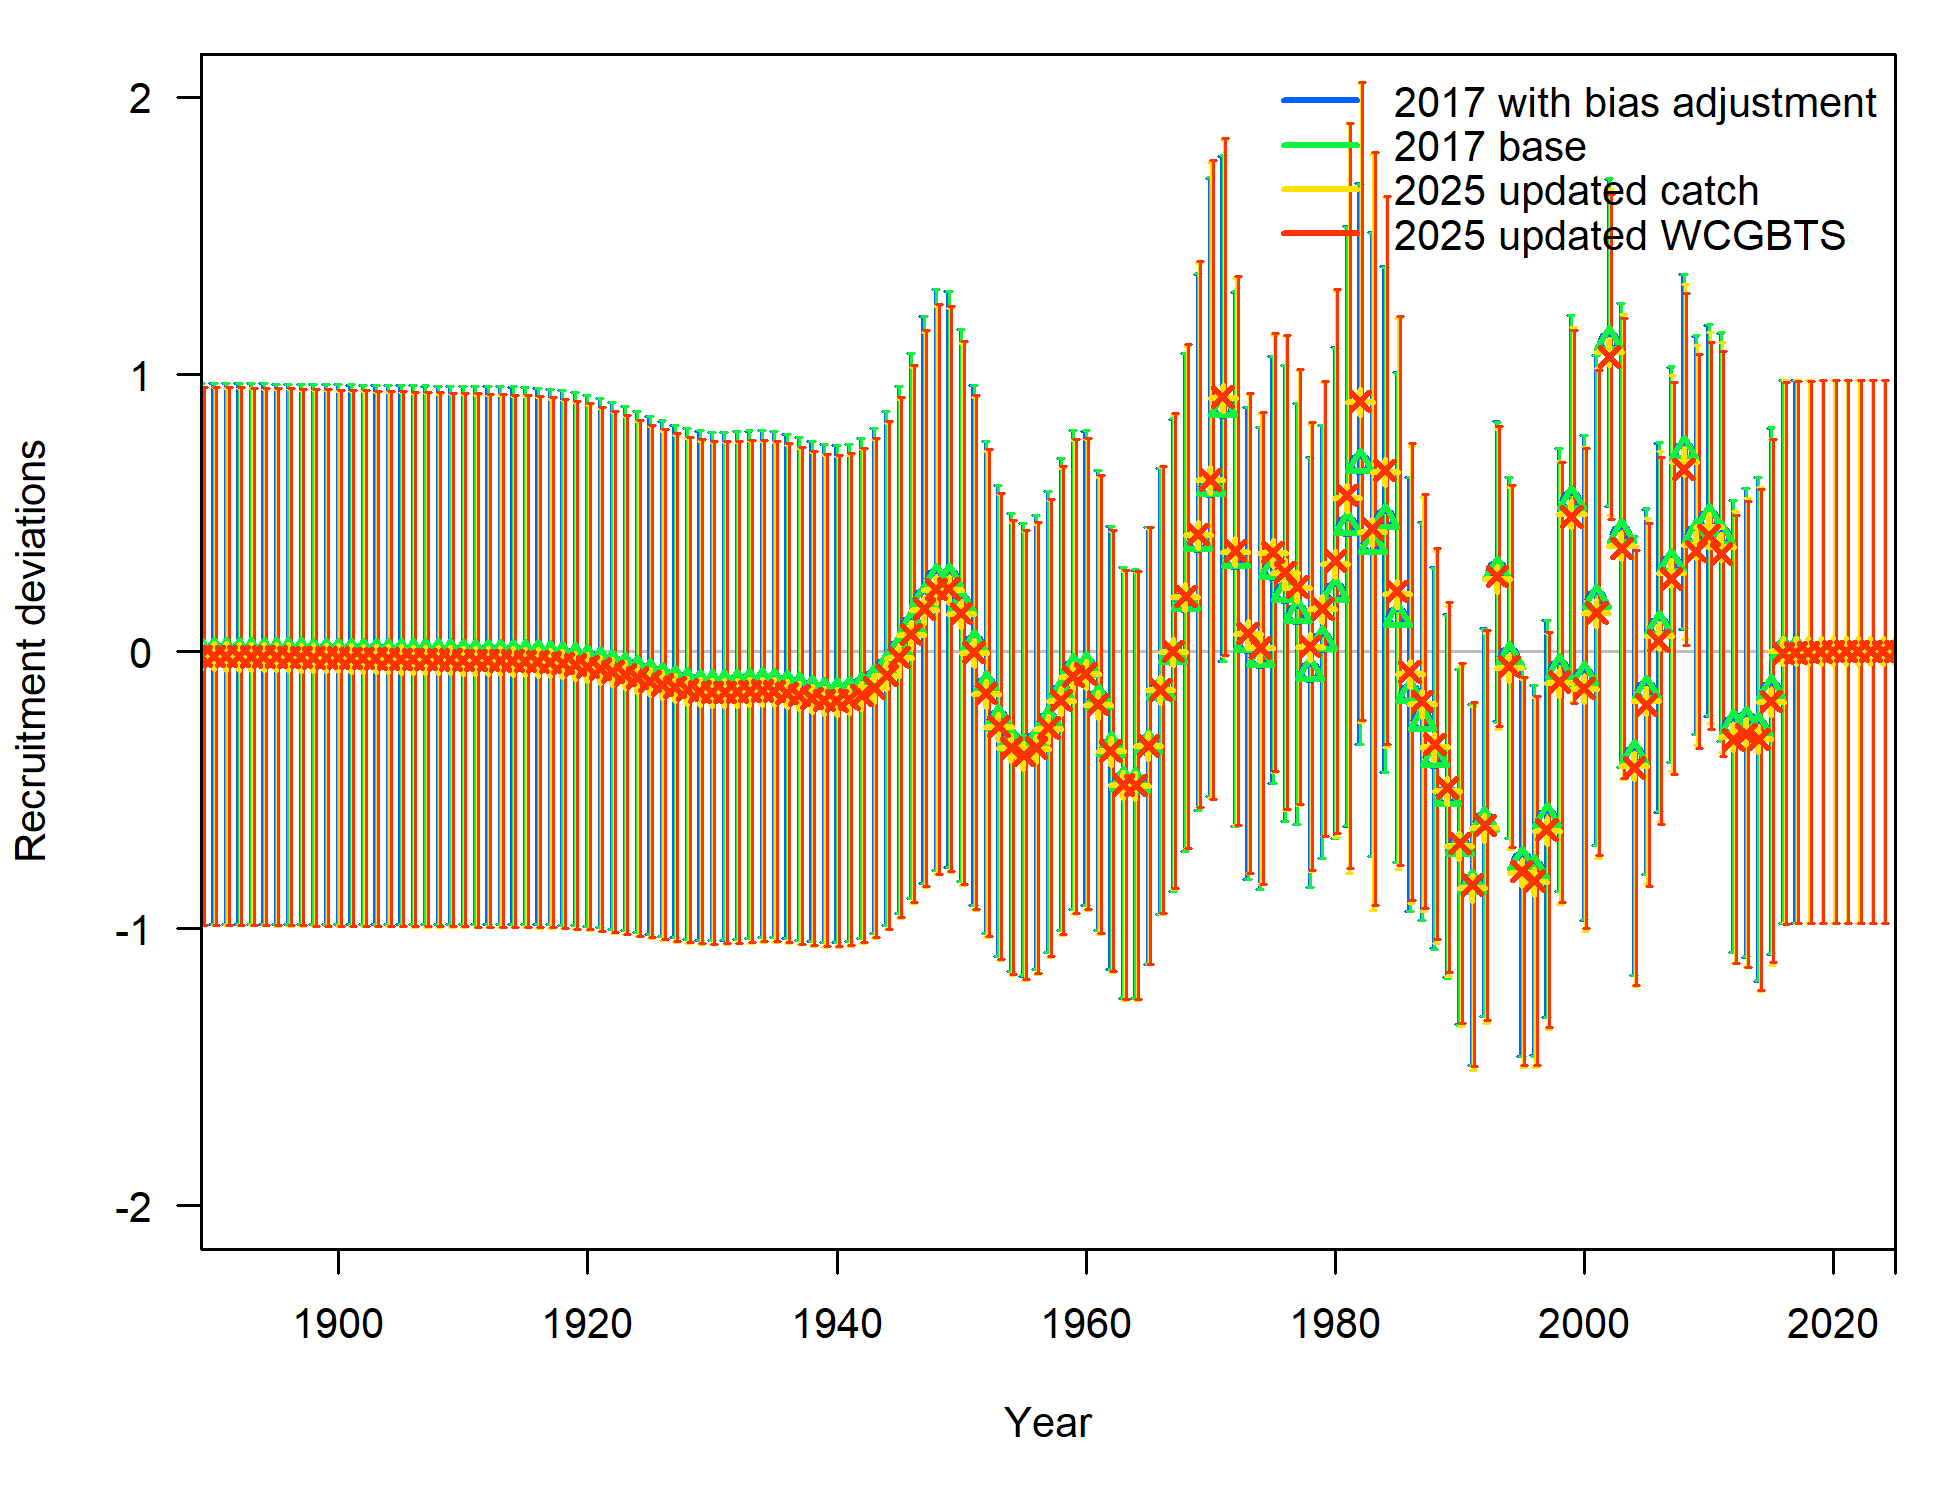 2017 with bias adjustment
2017 base
2025 updated catch
2025 updated WCGBTS
Recruitment deviations
2
1
0
-1
-2
1900 1920 1940 1960 1980 2000 2020
Year